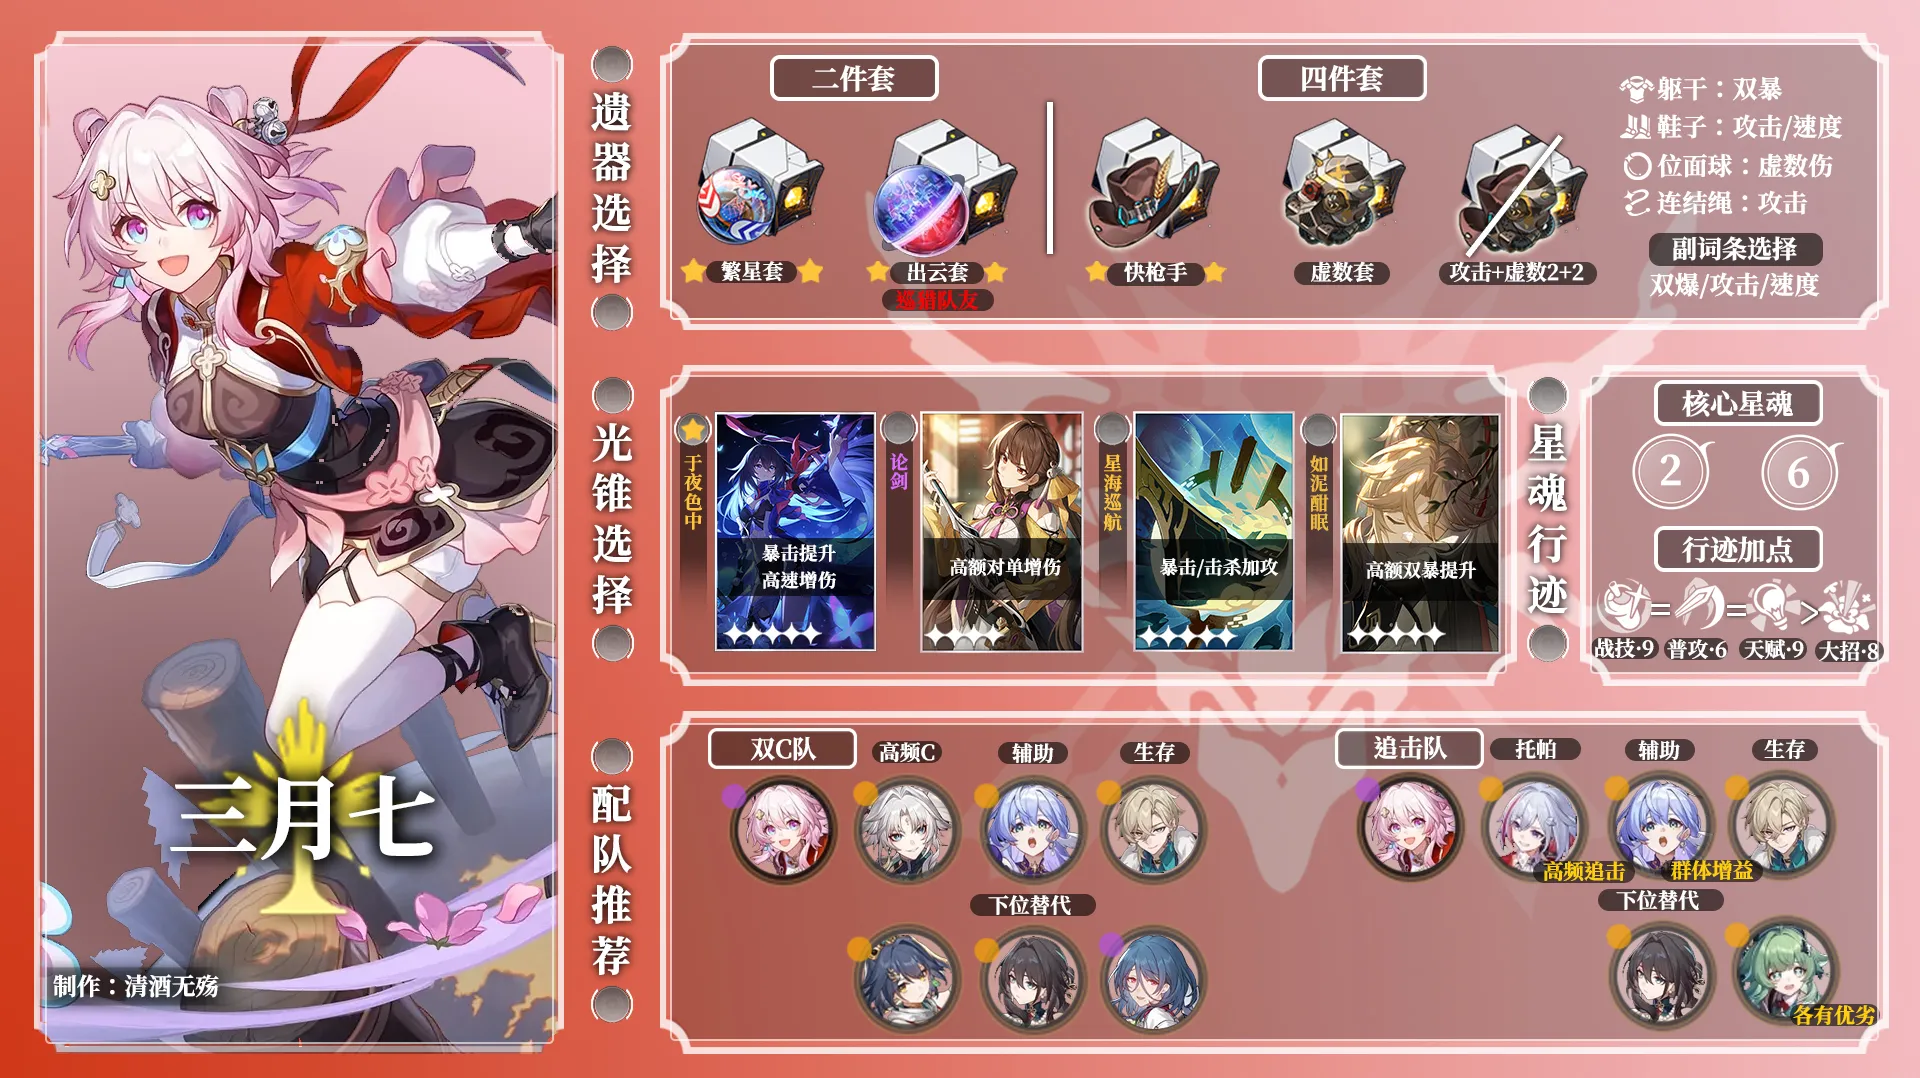 遗器选择
二件套
繁星套
出云套
巡猎队友
四件套
快枪手
虚数套
攻击+虚数2+2
躯干：双暴
鞋子：攻击/速度
位面球：虚数伤
连结绳：攻击
副词条选择
双爆/攻击/速度
光锥选择
于夜色中
暴击提升
高速增伤
论剑
高额对单增伤
星海巡航
暴击/击杀加攻
如泥酣眠
高额双暴提升
星魂行迹
核心星魂
2
6
行迹加点
= = >
战技·9 普攻·6 天赋·9 大招·8
配队推荐
双C队 高频C 辅助 生存
下位替代
追击队 托帕 辅助 生存
高频追击 群体增益
下位替代
各有优劣
三月七
制作：清酒无殇